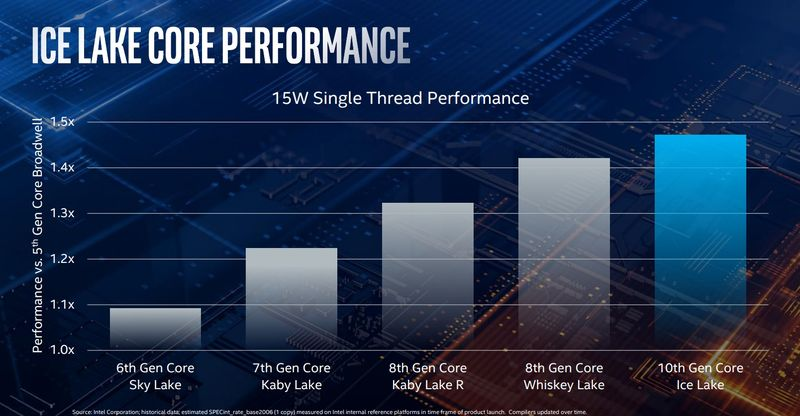 ICE LAKE CORE PERFORMANCE
15W Single Thread Performance
Performance vs. 5th Gen Core Broadwell
1.5x
1.4x
1.3x
1.2x
1.1x
1.0x
6th Gen Core
Sky Lake
7th Gen Core
Kaby Lake
8th Gen Core
Kaby Lake R
8th Gen Core
Whiskey Lake
10th Gen Core
Ice Lake
Source: Intel Corporation; historical data; estimated SPECint_rate_base2006 (1 copy) measured on Intel internal reference platforms in time frame of product launch. Compilers updated over time.